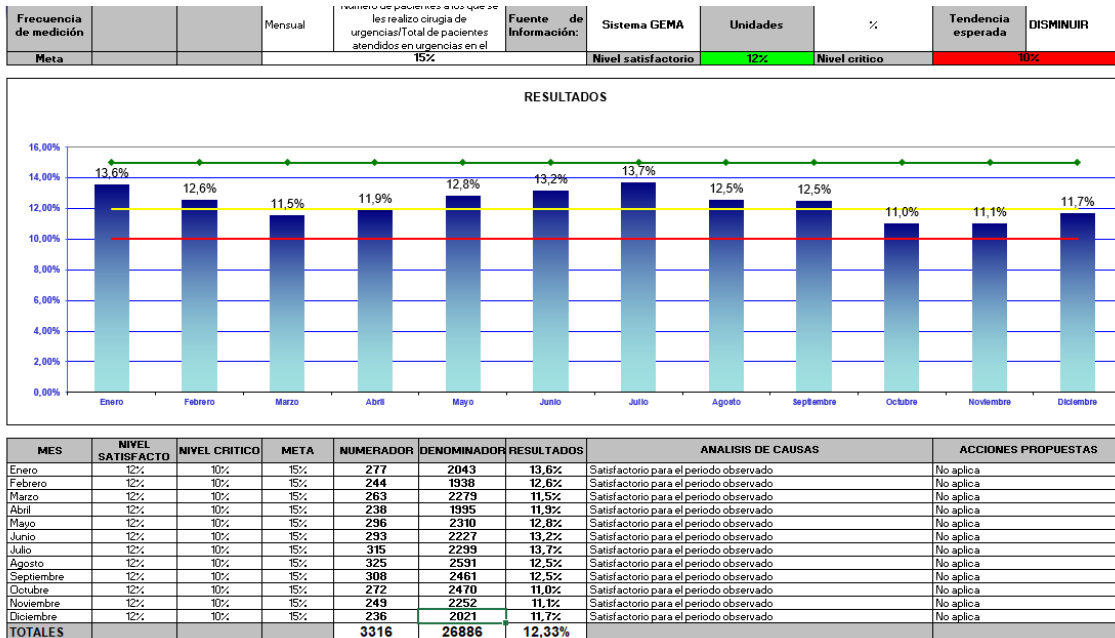 Frecuencia de medición Mensual Número de pacientes a los que se les realizo cirugia de urgencias/Total de pacientes atendidos en urgencias en el Fuente de Información: Sistema GEMA Unidades % Tendencia esperada DISMINUIR
Meta 15% Nivel satisfactorio 12% Nivel critico 10%
RESULTADOS
16,00%
14,00%
12,00%
10,00%
8,00%
6,00%
4,00%
2,00%
0,00%
13,6% 12,6% 11,5% 11,9% 12,8% 13,2% 13,7% 12,5% 12,5% 11,0% 11,1% 11,7%
Enero Febrero Marzo Abril Mayo Junio Julio Agosto Septiembre Octubre Noviembre Diciembre
MES NIVEL SATISFACTO NIVEL CRITICO META NUMERADOR DENOMINADOR RESULTADOS ANALISIS DE CAUSAS ACCIONES PROPUESTAS
Enero 12% 10% 15% 277 2043 13,6% Satisfactorio para el periodo observado No aplica
Febrero 12% 10% 15% 244 1938 12,6% Satisfactorio para el periodo observado No aplica
Marzo 12% 10% 15% 263 2279 11,5% Satisfactorio para el periodo observado No aplica
Abril 12% 10% 15% 238 1995 11,9% Satisfactorio para el periodo observado No aplica
Mayo 12% 10% 15% 296 2310 12,8% Satisfactorio para el periodo observado No aplica
Junio 12% 10% 15% 293 2227 13,2% Satisfactorio para el periodo observado No aplica
Julio 12% 10% 15% 315 2299 13,7% Satisfactorio para el periodo observado No aplica
Agosto 12% 10% 15% 325 2591 12,5% Satisfactorio para el periodo observado No aplica
Septiembre 12% 10% 15% 308 2461 12,5% Satisfactorio para el periodo observado No aplica
Octubre 12% 10% 15% 272 2470 11,0% Satisfactorio para el periodo observado No aplica
Noviembre 12% 10% 15% 249 2252 11,1% Satisfactorio para el periodo observado No aplica
Diciembre 12% 10% 15% 236 2021 11,7% Satisfactorio para el periodo observado No aplica
TOTALES 3316 26886 12,33%